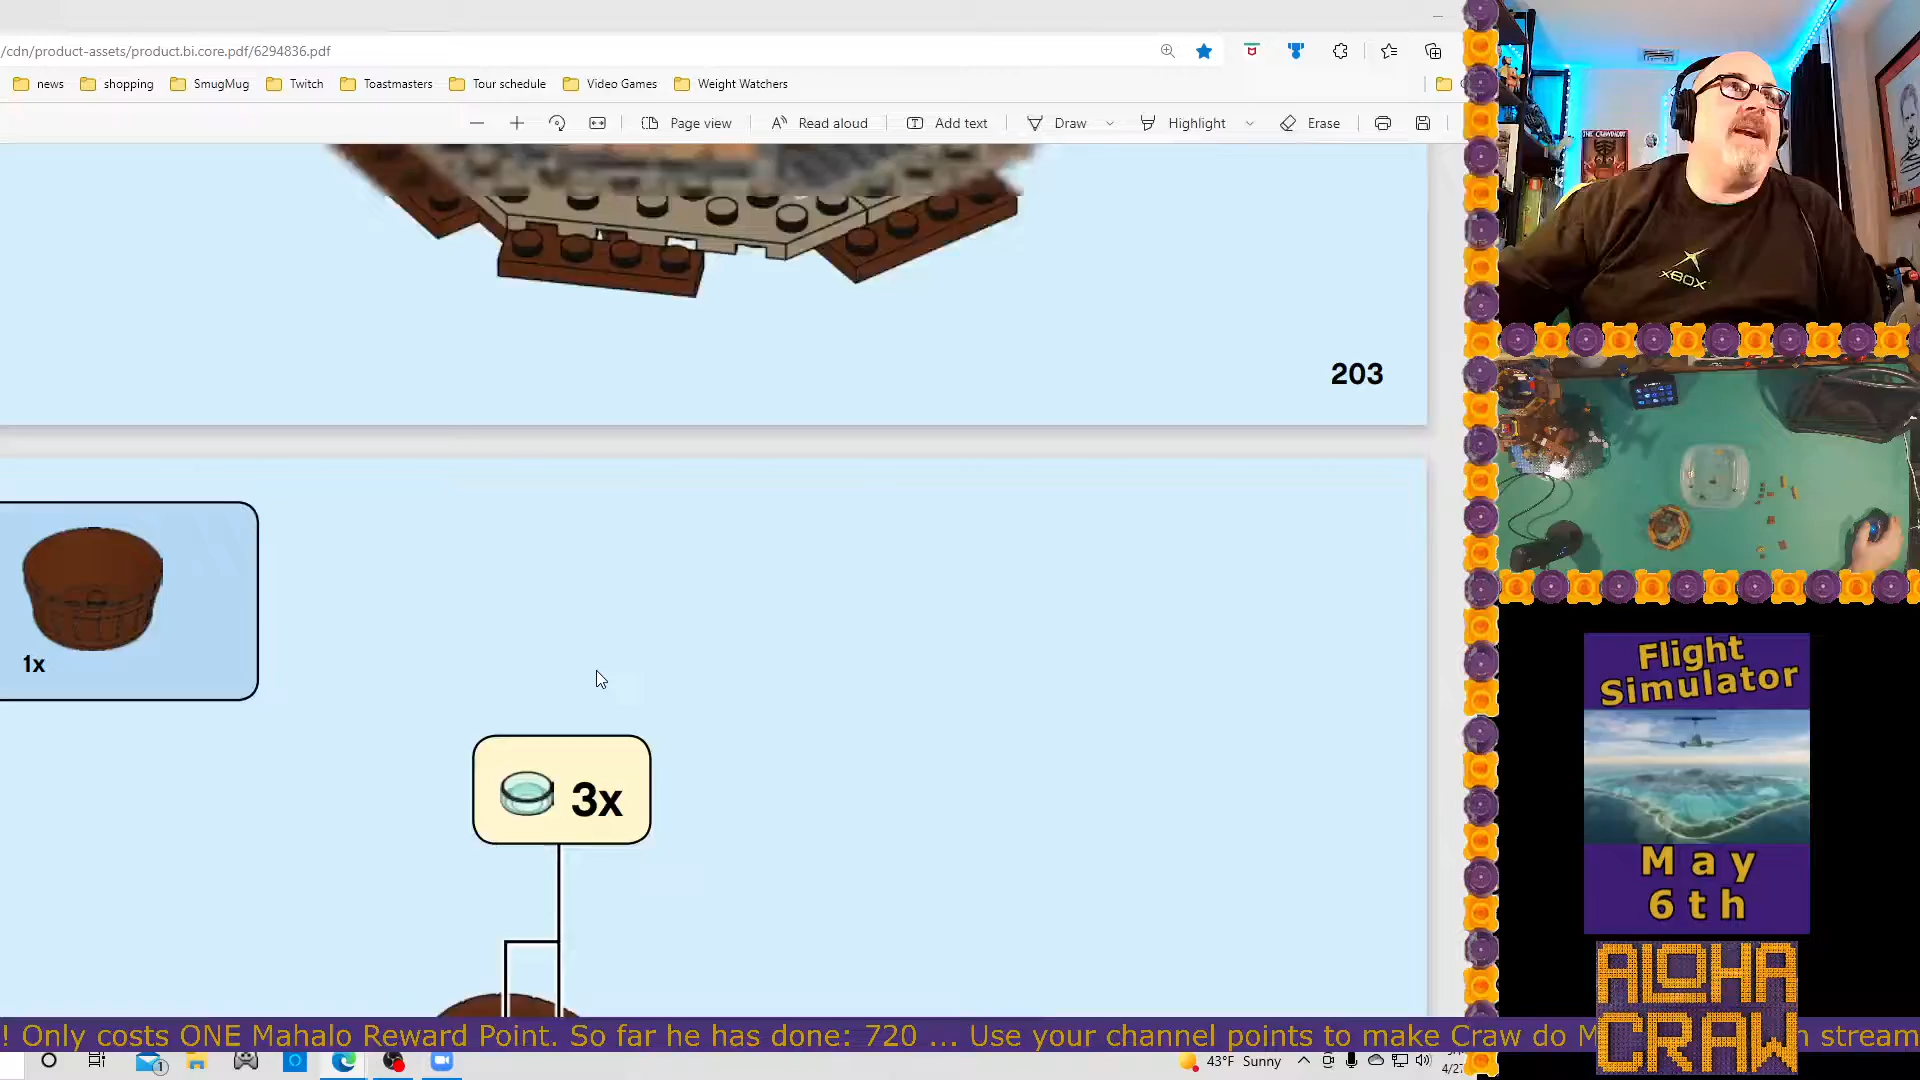 /cdn/product-assets/product.bi.core.pdf/6294836.pdf
news shopping SmugMug Twitch Toastmasters Tour schedule Video Games Weight Watchers
Page view Read aloud Add text Draw Highlight Erase
XBOX
203
1x
3x
Flight
Simulator
May
6th
ALOHA
CRAW
! Only costs ONE Mahalo Reward Point. So far he has done: 720 ... Use your channel points to make Craw do M stream
1
43°F Sunny
4/27